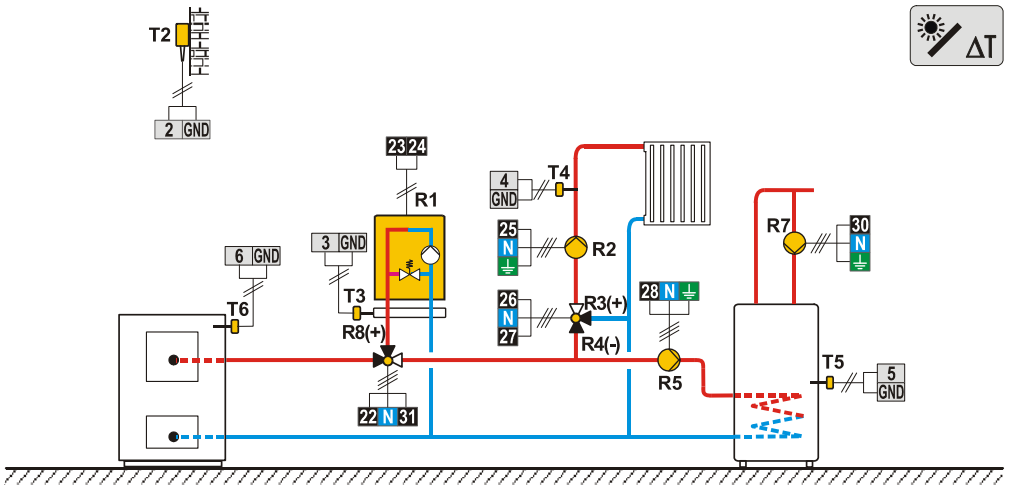 T2
ΔT
2 GND
23 24
R1
4
GND
T4
25
N
R2
R7
30
N
6 GND
3 GND
T6
T3
R8(+)
26
N
27
R3(+)
R4(-)
28 N
R5
T5
5
GND
22 N 31